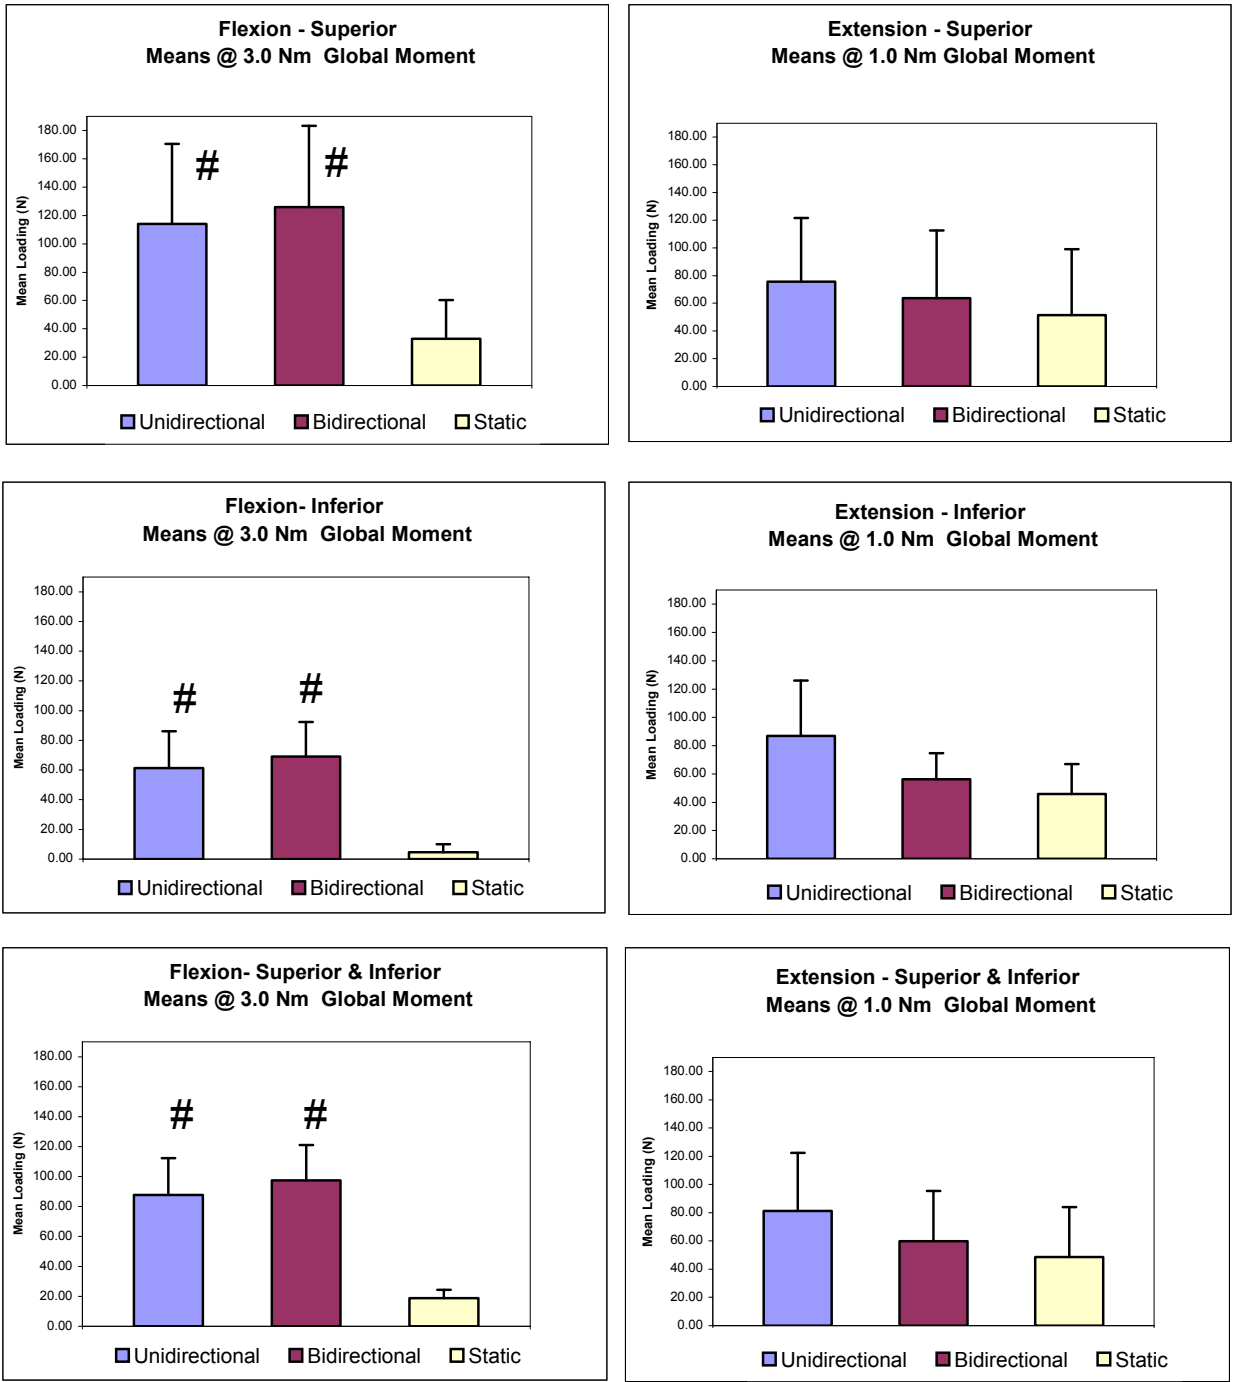 Flexion - Superior
Means @ 3.0 Nm  Global Moment
Mean Loading (N)
180.00
160.00
140.00
120.00
100.00
80.00
60.00
40.00
20.00
0.00
#
#
Unidirectional Bidirectional Static
Extension - Superior
Means @ 1.0 Nm Global Moment
Mean Loading (N)
180.00
160.00
140.00
120.00
100.00
80.00
60.00
40.00
20.00
0.00
Unidirectional Bidirectional Static
Flexion- Inferior
Means @ 3.0 Nm  Global Moment
Mean Loading (N)
180.00
160.00
140.00
120.00
100.00
80.00
60.00
40.00
20.00
0.00
#
#
Unidirectional Bidirectional Static
Extension - Inferior
Means @ 1.0 Nm  Global Moment
Mean Loading (N)
180.00
160.00
140.00
120.00
100.00
80.00
60.00
40.00
20.00
0.00
Unidirectional Bidirectional Static
Flexion- Superior & Inferior
Means @ 3.0 Nm  Global Moment
Mean Loading (N)
180.00
160.00
140.00
120.00
100.00
80.00
60.00
40.00
20.00
0.00
#
#
Unidirectional Bidirectional Static
Extension - Superior & Inferior
Means @ 1.0 Nm  Global Moment
Mean Loading (N)
180.00
160.00
140.00
120.00
100.00
80.00
60.00
40.00
20.00
0.00
Unidirectional Bidirectional Static